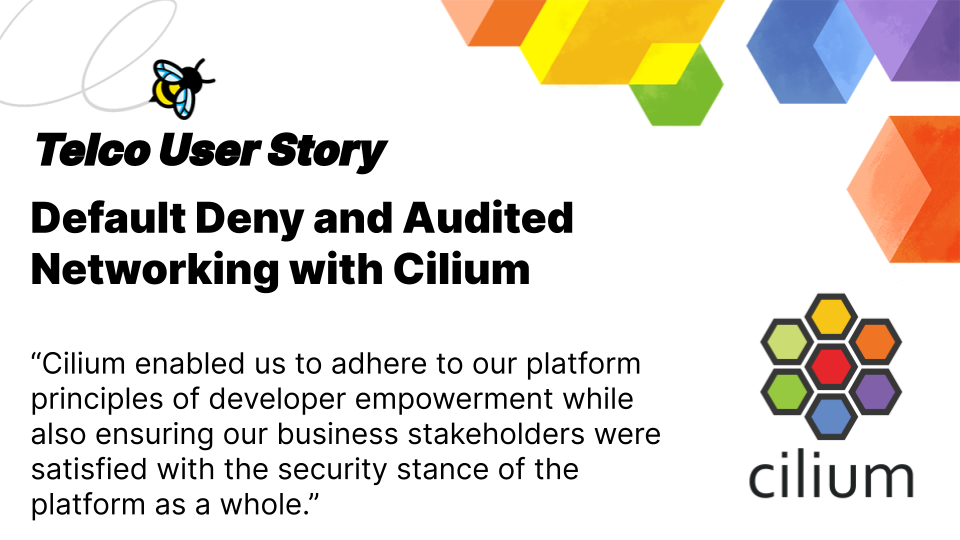 Telco User Story
Default Deny and Audited
Networking with Cilium
“Cilium enabled us to adhere to our platform
principles of developer empowerment while
also ensuring our business stakeholders were
satisfied with the security stance of the
platform as a whole.”
cilium